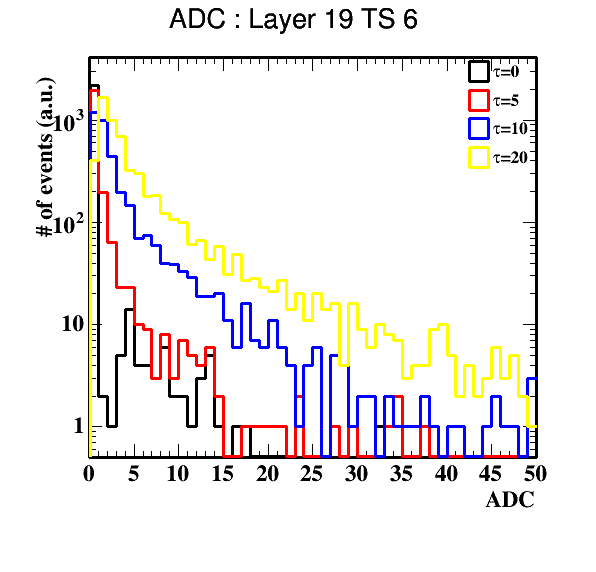 ADC : Layer 19 TS 6
# of events (a.u.)
10³
10²
10
1
τ=0
τ=5
τ=10
τ=20
0 5 10 15 20 25 30 35 40 45 50
ADC